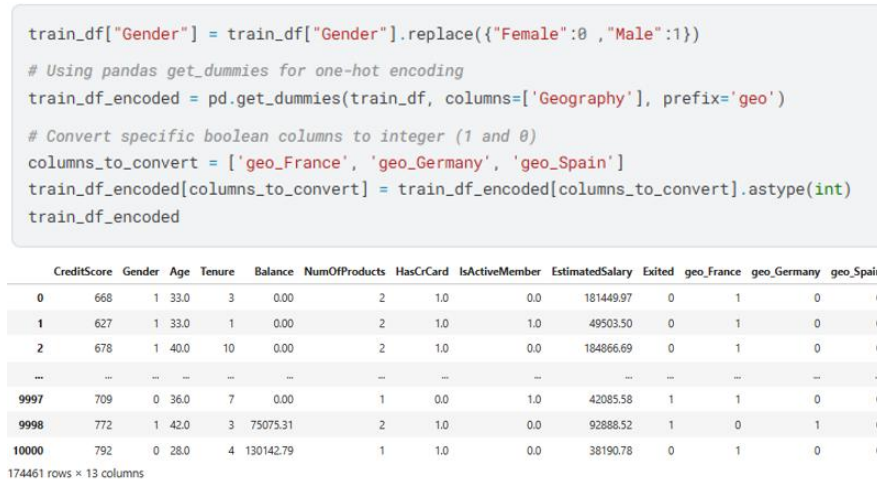 train_df["Gender"] = train_df["Gender"].replace({"Female":0 ,"Male":1})
# Using pandas get_dummies for one-hot encoding
train_df_encoded = pd.get_dummies(train_df, columns=['Geography'], prefix='geo')
# Convert specific boolean columns to integer (1 and 0)
columns_to_convert = ['geo_France', 'geo_Germany', 'geo_Spain']
train_df_encoded[columns_to_convert] = train_df_encoded[columns_to_convert].astype(int)
train_df_encoded
CreditScore Gender Age Tenure Balance NumOfProducts HasCrCard IsActiveMember EstimatedSalary Exited geo_France geo_Germany geo_Spain
0 668 1 33.0 3 0.00 2 1.0 0.0 181449.97 0 1 0
1 627 1 33.0 1 0.00 2 1.0 1.0 49503.50 0 1 0
2 678 1 40.0 10 0.00 2 1.0 0.0 184866.69 0 1 0
... ... ... ... ... ... ... ... ... ... ... ... ...
9997 709 0 36.0 7 0.00 1 0.0 1.0 42085.58 1 1 0
9998 772 1 42.0 3 75075.31 2 1.0 0.0 92888.52 1 0 1
10000 792 0 28.0 4 130142.79 1 1.0 0.0 38190.78 0 1 0
174461 rows × 13 columns